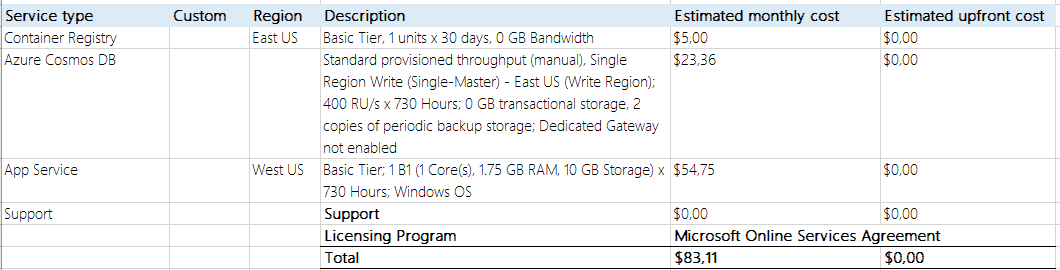 Service type Custom Region Description Estimated monthly cost Estimated upfront cost
Container Registry East US Basic Tier, 1 units x 30 days, 0 GB Bandwidth $5,00 $0,00
Azure Cosmos DB Standard provisioned throughput (manual), Single $23,36 $0,00
Region Write (Single-Master) - East US (Write Region);
400 RU/s x 730 Hours; 0 GB transactional storage, 2
copies of periodic backup storage; Dedicated Gateway
not enabled
App Service West US Basic Tier; 1 B1 (1 Core(s), 1.75 GB RAM, 10 GB Storage) x $54,75 $0,00
730 Hours; Windows OS
Support Support $0,00 $0,00
Licensing Program Microsoft Online Services Agreement
Total $83,11 $0,00